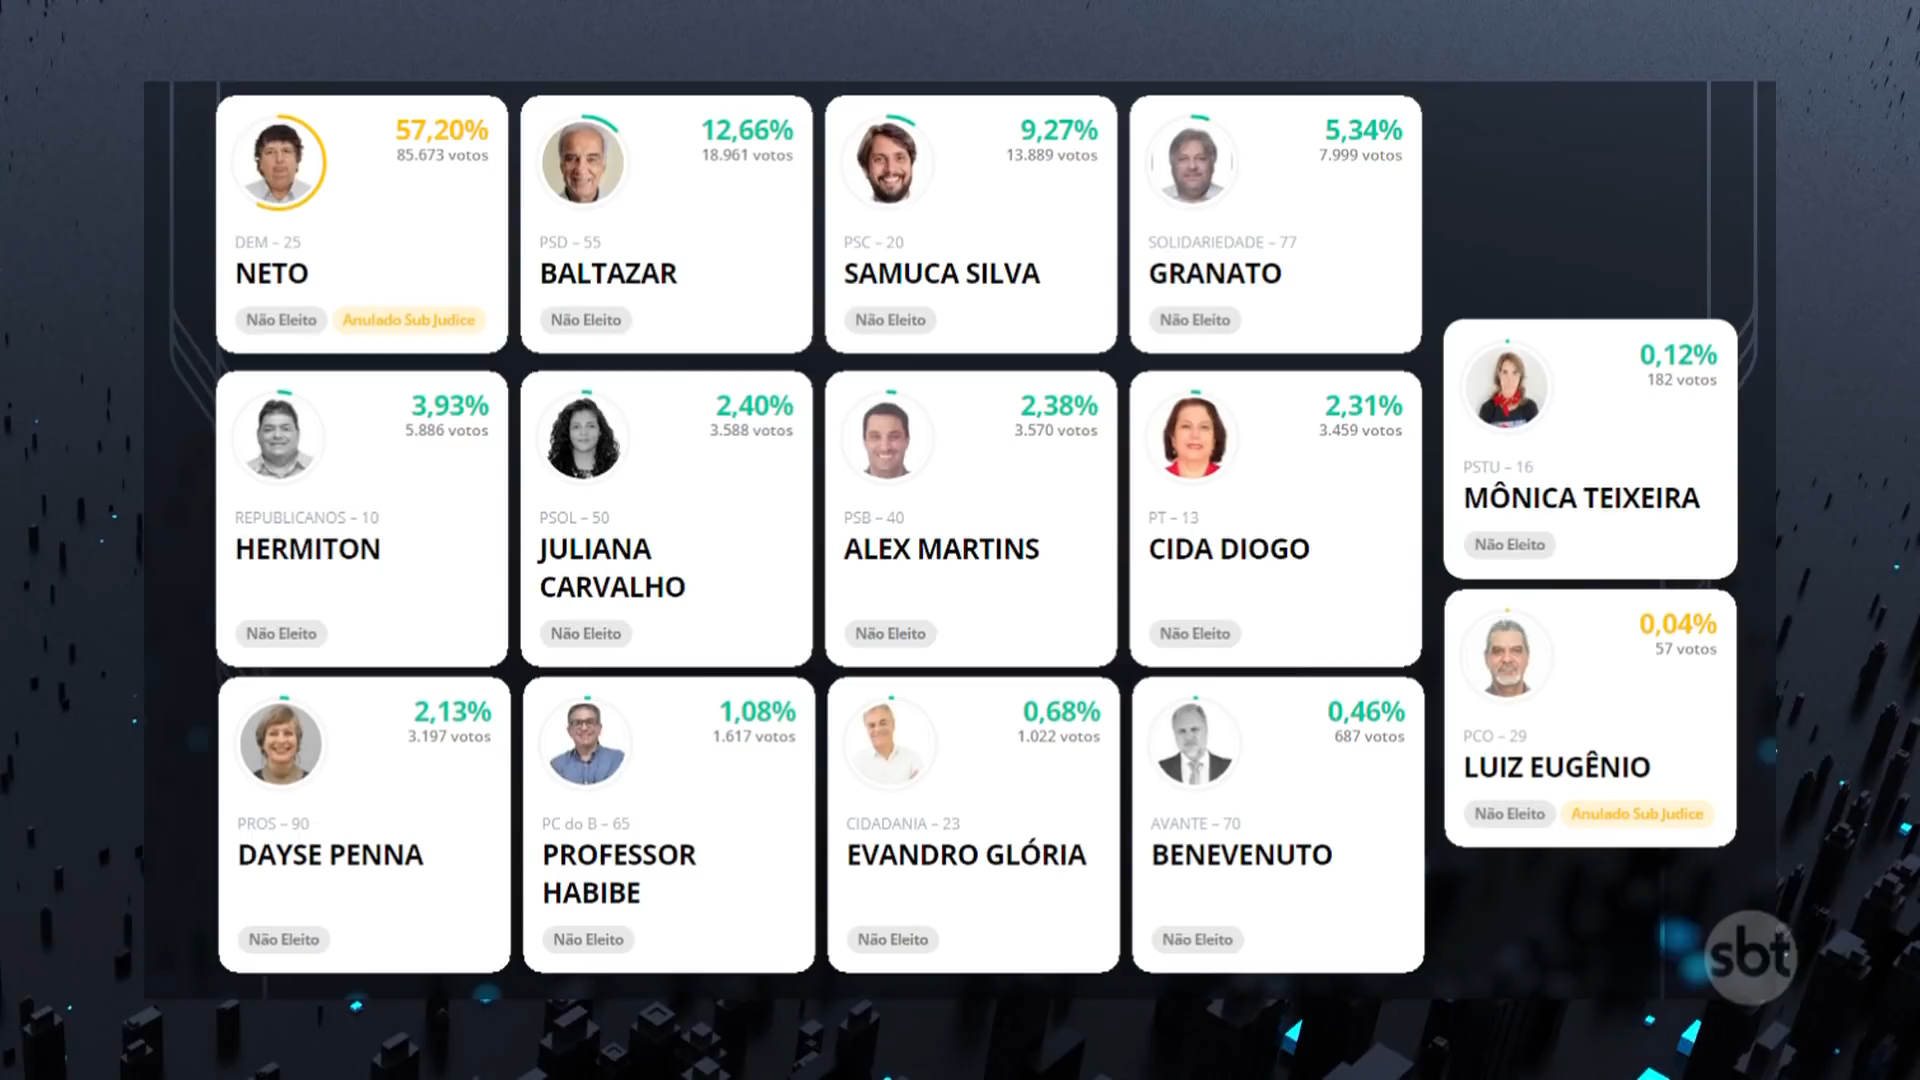 57,20%
85.673 votos
DEM – 25
NETO
Não Eleito Anulado Sub Judice
12,66%
18.961 votos
PSD – 55
BALTAZAR
Não Eleito
9,27%
13.889 votos
PSC – 20
SAMUCA SILVA
Não Eleito
5,34%
7.999 votos
SOLIDARIEDADE – 77
GRANATO
Não Eleito
3,93%
5.886 votos
REPUBLICANOS – 10
HERMITON
Não Eleito
2,40%
3.588 votos
PSOL – 50
JULIANA
CARVALHO
Não Eleito
2,38%
3.570 votos
PSB – 40
ALEX MARTINS
Não Eleito
2,31%
3.459 votos
PT – 13
CIDA DIOGO
Não Eleito
2,13%
3.197 votos
PROS – 90
DAYSE PENNA
Não Eleito
1,08%
1.617 votos
PC do B – 65
PROFESSOR
HABIBE
Não Eleito
0,68%
1.022 votos
CIDADANIA – 23
EVANDRO GLÓRIA
Não Eleito
0,46%
687 votos
AVANTE – 70
BENEVENUTO
Não Eleito
0,12%
182 votos
PSTU – 16
MÔNICA TEIXEIRA
Não Eleito
0,04%
57 votos
PCO – 29
LUIZ EUGÊNIO
Não Eleito Anulado Sub Judice
sbt